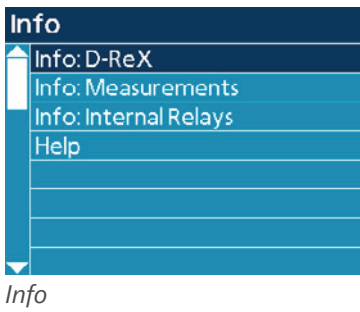 Info
Info: D-ReX
Info: Measurements
Info: Internal Relays
Help
Info